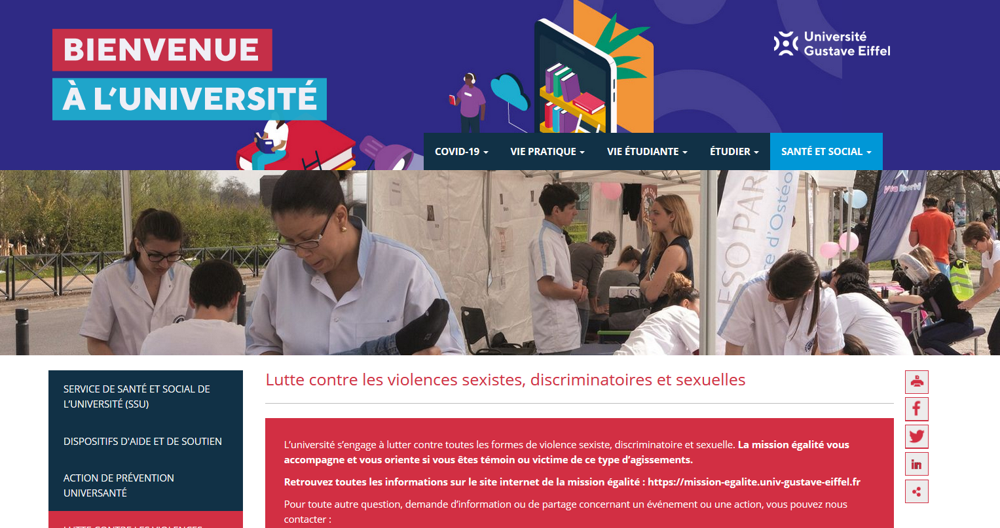 BIENVENUE
À L’UNIVERSITÉ
Université
Gustave Eiffel
COVID-19
VIE PRATIQUE
VIE ÉTUDIANTE
ÉTUDIER
SANTÉ ET SOCIAL
ESO PAR
e d'Ostéo
SERVICE DE SANTÉ ET SOCIAL DE
L’UNIVERSITÉ (SSU)
DISPOSITIFS D'AIDE ET DE SOUTIEN
ACTION DE PRÉVENTION
UNIVERSANTÉ
LUTTE CONTRE LES VIOLENCES
Lutte contre les violences sexistes, discriminatoires et sexuelles
L’université s’engage à lutter contre toutes les formes de violence sexiste, discriminatoire et sexuelle. La mission égalité vous
accompagne et vous oriente si vous êtes témoin ou victime de ce type d’agissements.
Retrouvez toutes les informations sur le site internet de la mission égalité : https://mission-egalite.univ-gustave-eiffel.fr
Pour toute autre question, demande d’information ou de partage concernant un événement ou une action, vous pouvez nous
contacter :